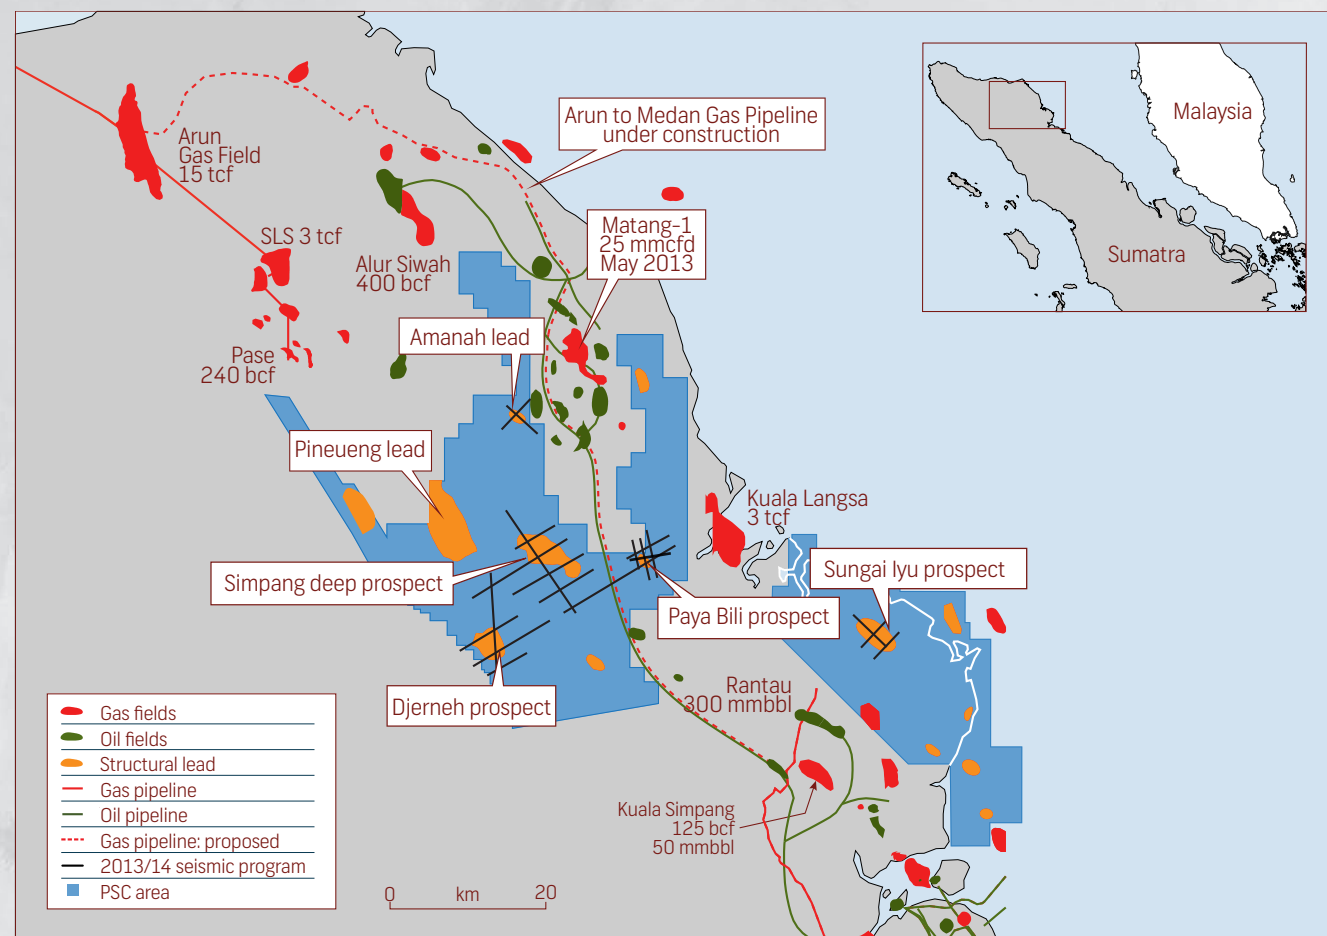 Arun to Medan Gas Pipeline
under construction
Malaysia
Sumatra
Arun
Gas Field
15 tcf
SLS 3 tcf
Alur Siwah
400 bcf
Matang-1
25 mmcfd
May 2013
Amanah lead
Pase
240 bcf
Pineueng lead
Kuala Langsa
3 tcf
Simpang deep prospect
Sungai Iyu prospect
Paya Bili prospect
Djerneh prospect
Rantau
300 mmbbl
Kuala Simpang
125 bcf
50 mmbbl
Gas fields
Oil fields
Structural lead
Gas pipeline
Oil pipeline
Gas pipeline: proposed
2013/14 seismic program
PSC area
0 km 20